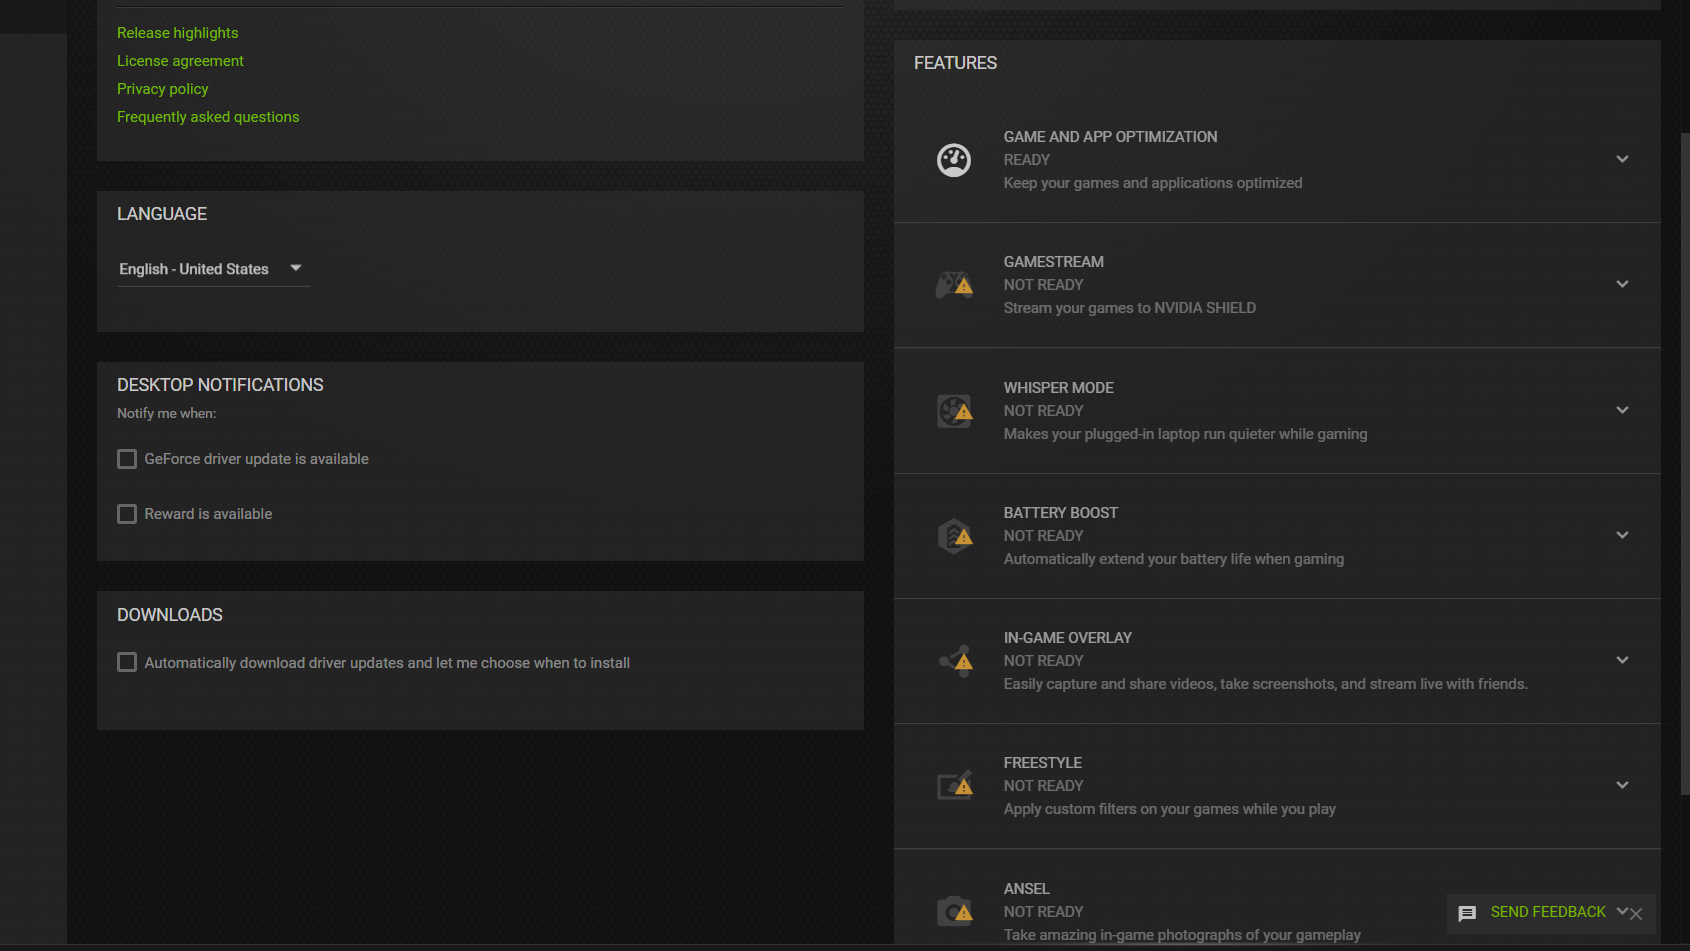 Release highlights
License agreement
Privacy policy
Frequently asked questions
LANGUAGE
English - United States
DESKTOP NOTIFICATIONS
Notify me when:
GeForce driver update is available
Reward is available
DOWNLOADS
Automatically download driver updates and let me choose when to install
FEATURES
GAME AND APP OPTIMIZATION
READY
Keep your games and applications optimized
GAMESTREAM
NOT READY
Stream your games to NVIDIA SHIELD
WHISPER MODE
NOT READY
Makes your plugged-in laptop run quieter while gaming
BATTERY BOOST
NOT READY
Automatically extend your battery life when gaming
IN-GAME OVERLAY
NOT READY
Easily capture and share videos, take screenshots, and stream live with friends.
FREESTYLE
NOT READY
Apply custom filters on your games while you play
ANSEL
NOT READY
Take amazing in-game photographs of your gameplay
SEND FEEDBACK